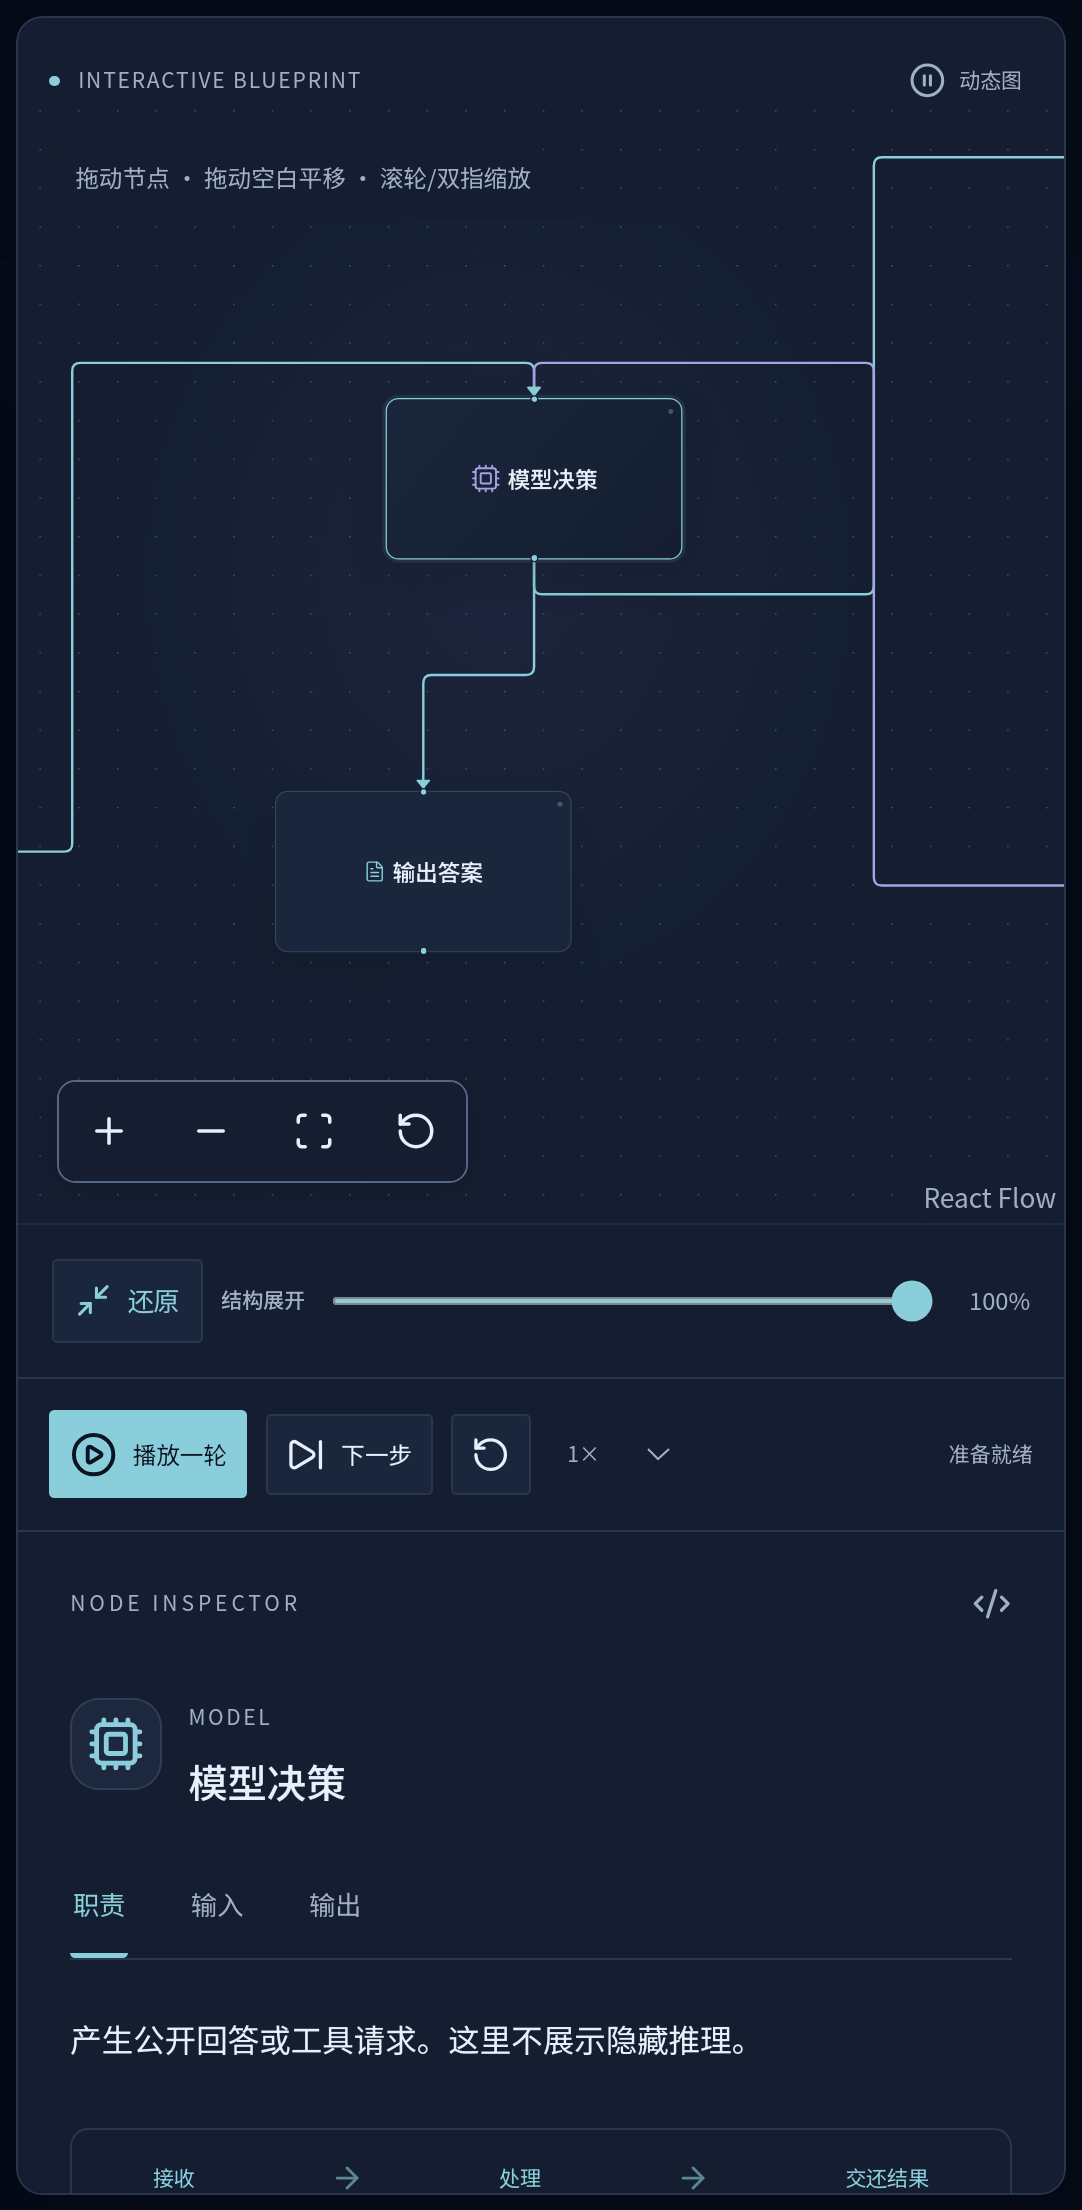 INTERACTIVE BLUEPRINT
动态图
拖动节点 • 拖动空白平移 • 滚轮/双指缩放
模型决策
输出答案
React Flow
还原
结构展开
100%
播放一轮
下一步
1×
准备就绪
NODE INSPECTOR
MODEL
模型决策
职责 输入 输出
产生公开回答或工具请求。这里不展示隐藏推理。
接收 → 处理 → 交还结果